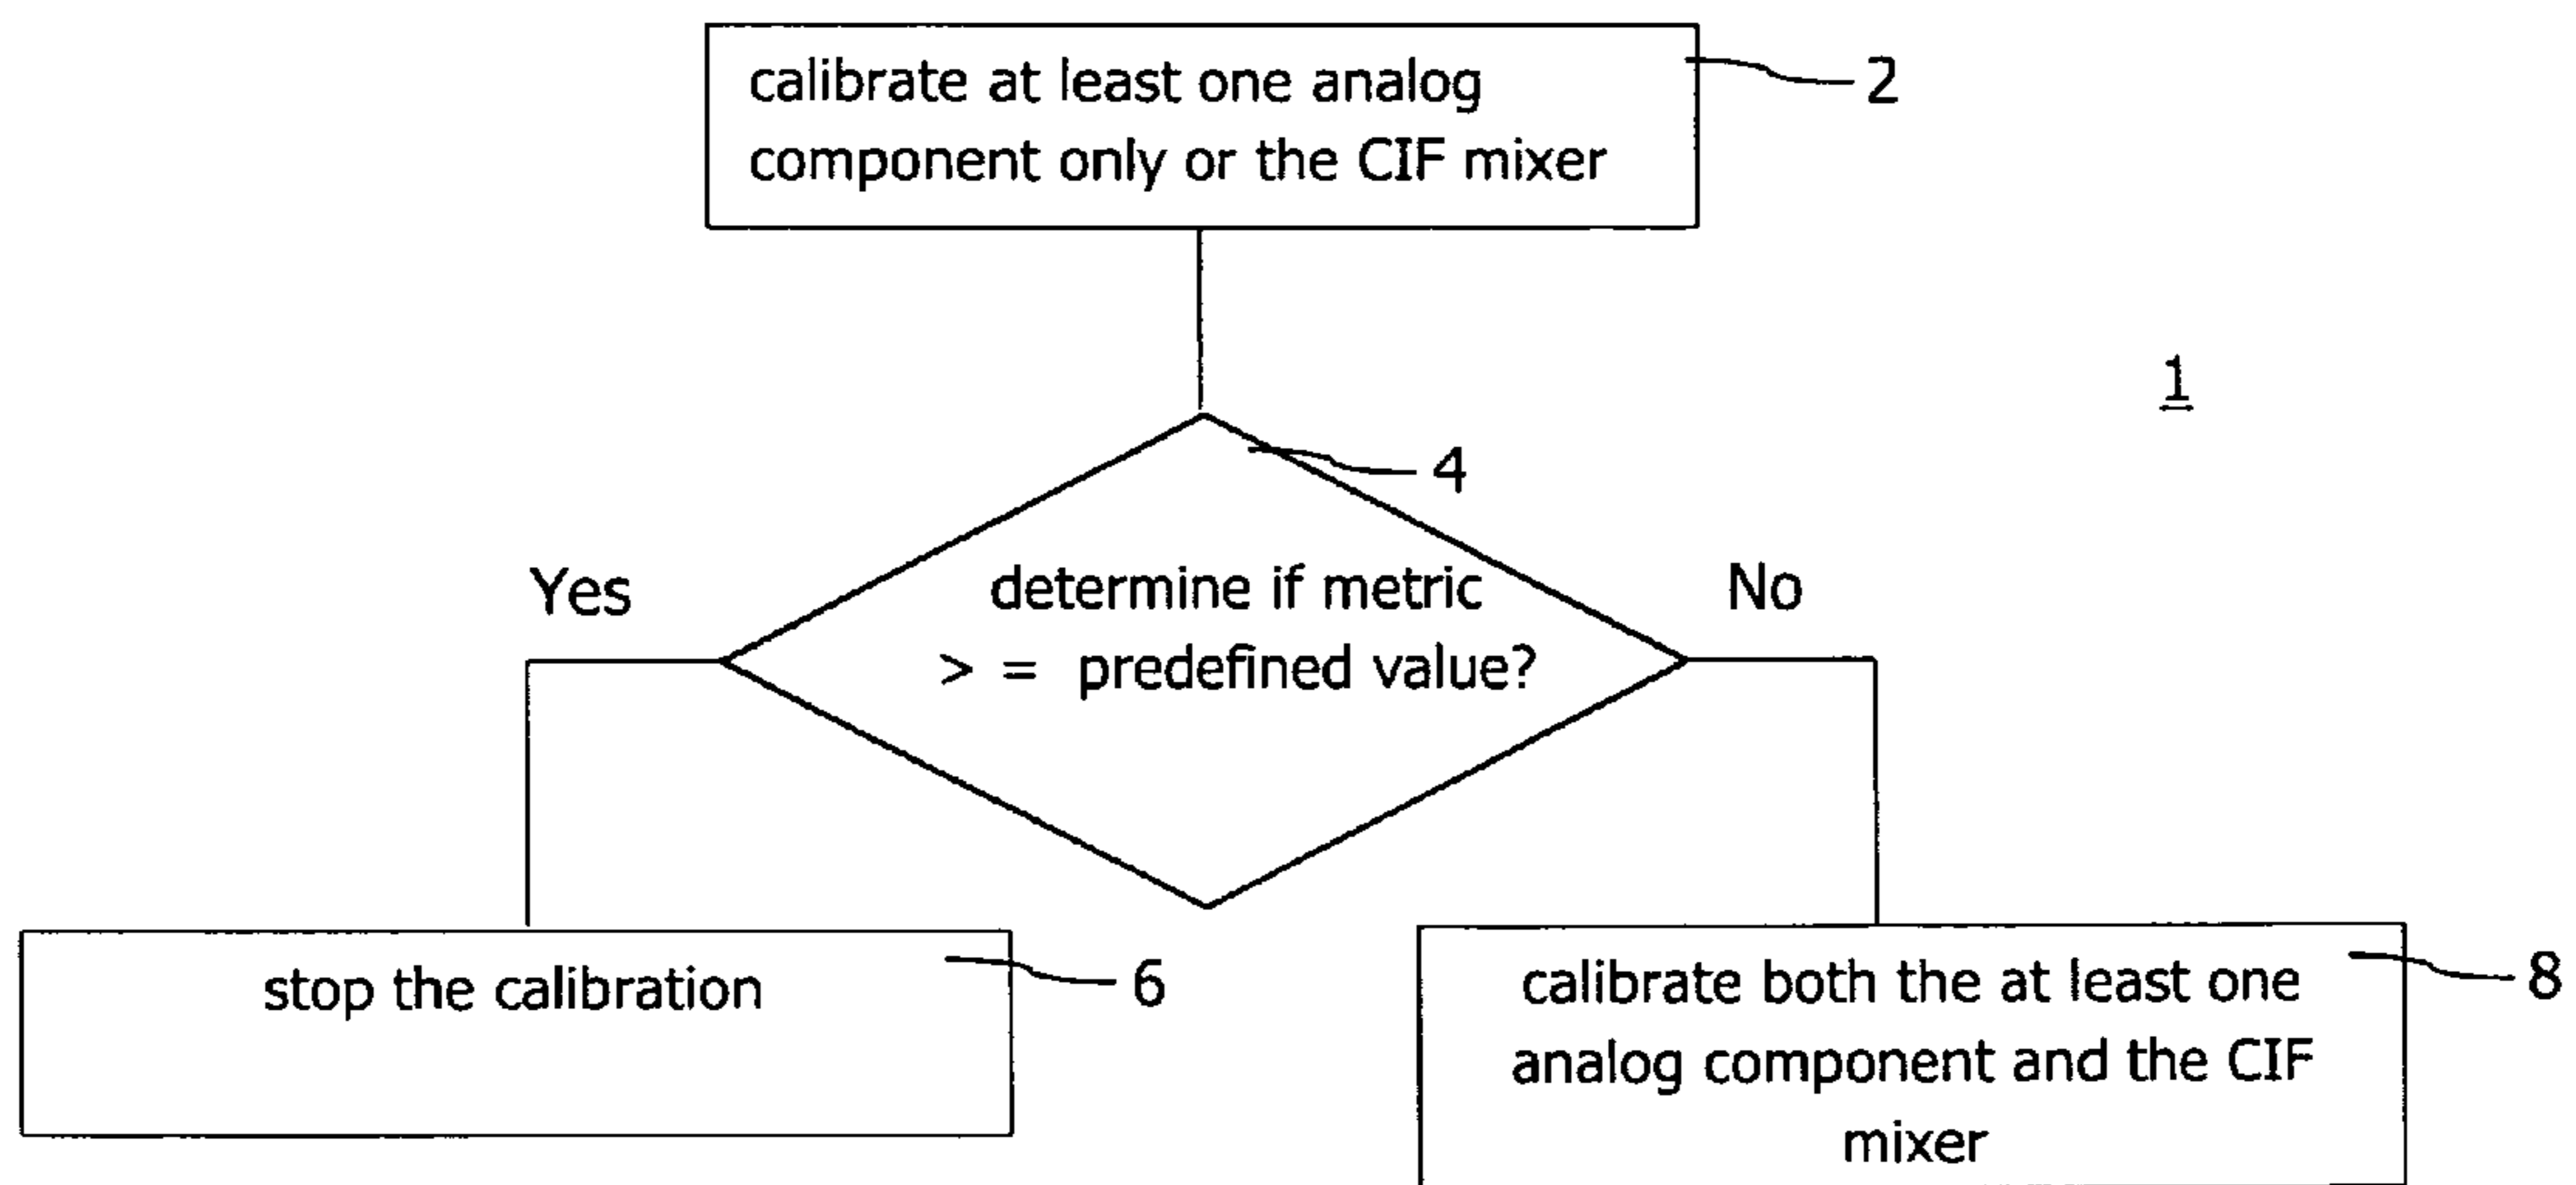 calibrate at least one analog
component only or the CIF mixer
2
1
4
Yes
determine if metric
> = predefined value?
No
stop the calibration
6
calibrate both the at least one
analog component and the CIF
mixer
8